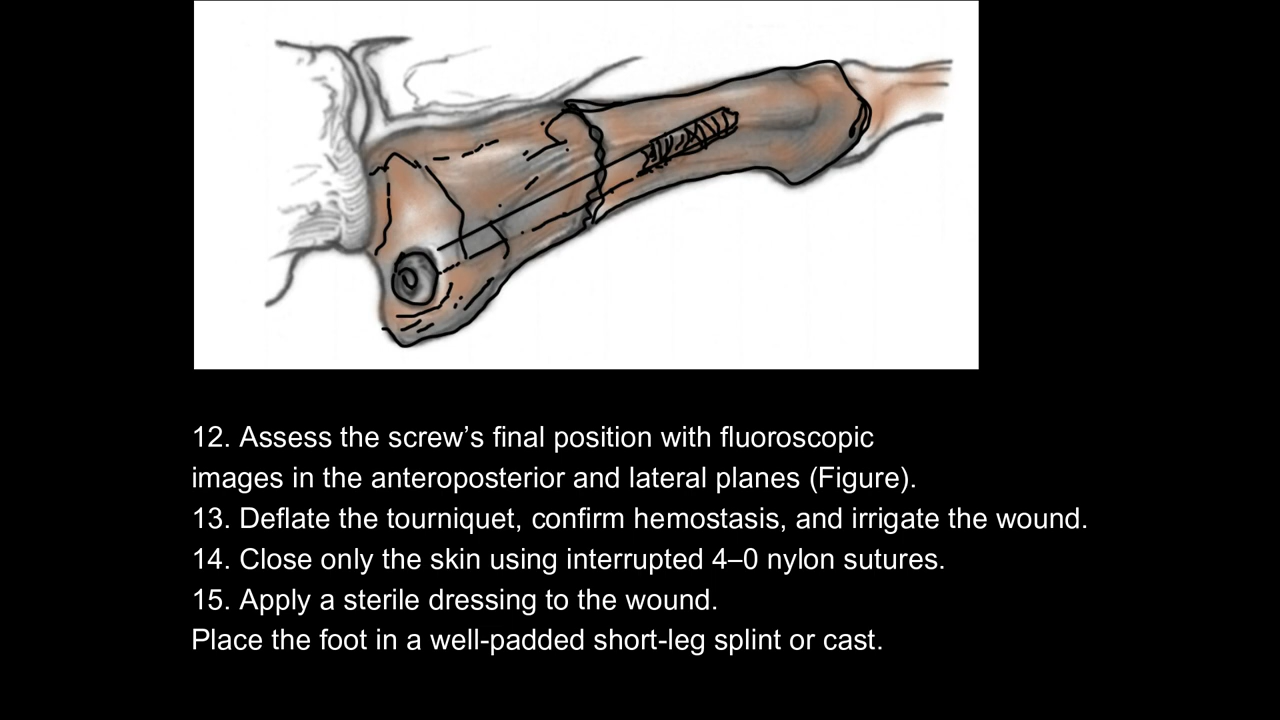 12. Assess the screw’s final position with fluoroscopic
images in the anteroposterior and lateral planes (Figure).
13. Deflate the tourniquet, confirm hemostasis, and irrigate the wound.
14. Close only the skin using interrupted 4–0 nylon sutures.
15. Apply a sterile dressing to the wound.
Place the foot in a well-padded short-leg splint or cast.